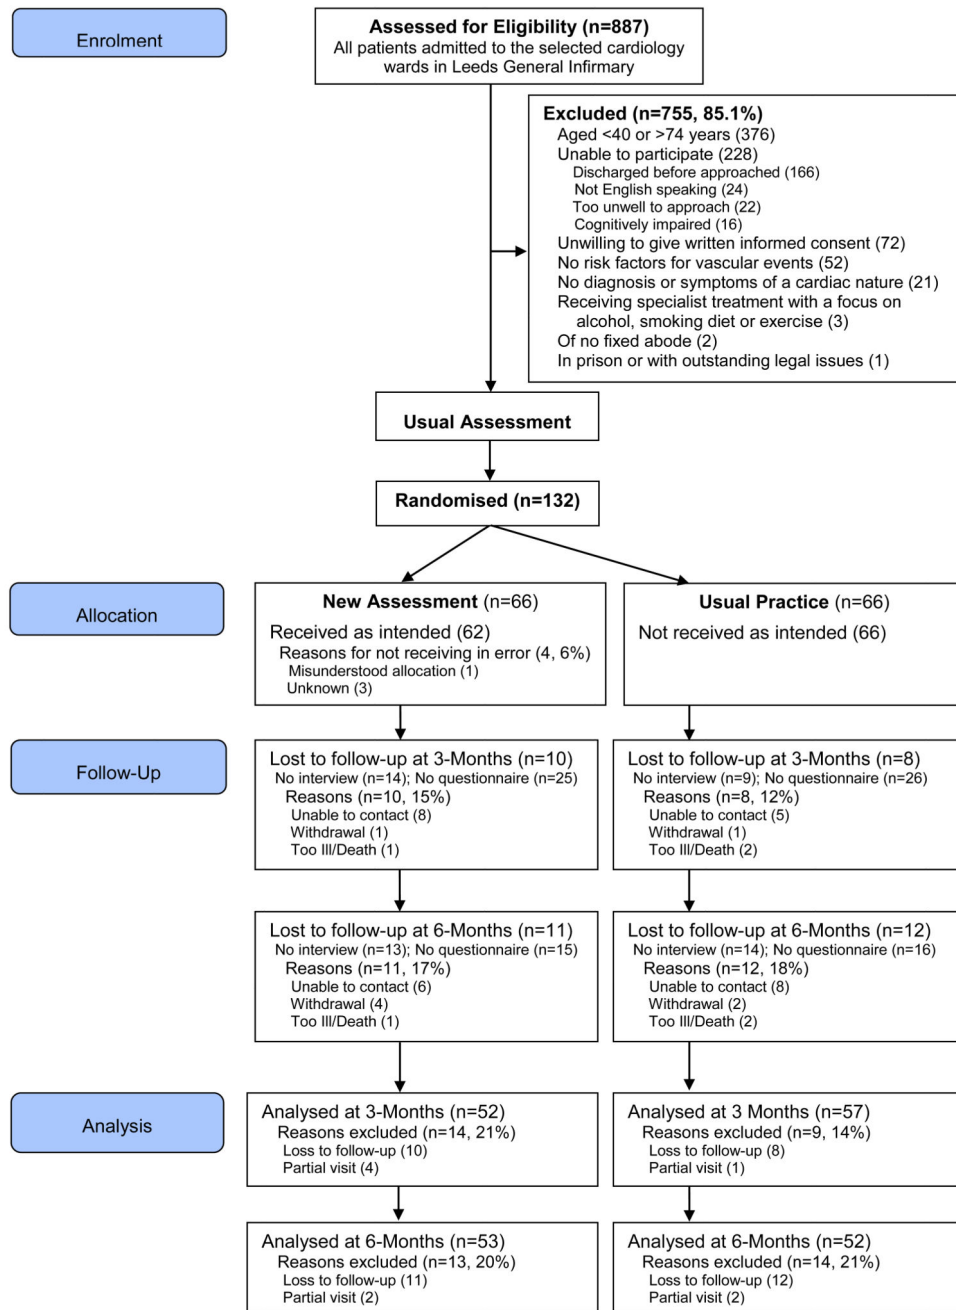 Enrolment
Assessed for Eligibility (n=887)
All patients admitted to the selected cardiology
wards in Leeds General Infirmary
Excluded (n=755, 85.1%)
Aged <40 or >74 years (376)
Unable to participate (228)
Discharged before approached (166)
Not English speaking (24)
Too unwell to approach (22)
Cognitively impaired (16)
Unwilling to give written informed consent (72)
No risk factors for vascular events (52)
No diagnosis or symptoms of a cardiac nature (21)
Receiving specialist treatment with a focus on
alcohol, smoking diet or exercise (3)
Of no fixed abode (2)
In prison or with outstanding legal issues (1)
Usual Assessment
Randomised (n=132)
Allocation
New Assessment (n=66)
Received as intended (62)
Reasons for not receiving in error (4, 6%)
Misunderstood allocation (1)
Unknown (3)
Usual Practice (n=66)
Not received as intended (66)
Follow-Up
Lost to follow-up at 3-Months (n=10)
No interview (n=14); No questionnaire (n=25)
Reasons (n=10, 15%)
Unable to contact (8)
Withdrawal (1)
Too Ill/Death (1)
Lost to follow-up at 3-Months (n=8)
No interview (n=9); No questionnaire (n=26)
Reasons (n=8, 12%)
Unable to contact (5)
Withdrawal (1)
Too Ill/Death (2)
Lost to follow-up at 6-Months (n=11)
No interview (n=13); No questionnaire (n=15)
Reasons (n=11, 17%)
Unable to contact (6)
Withdrawal (4)
Too Ill/Death (1)
Lost to follow-up at 6-Months (n=12)
No interview (n=14); No questionnaire (n=16)
Reasons (n=12, 18%)
Unable to contact (8)
Withdrawal (2)
Too Ill/Death (2)
Analysis
Analysed at 3-Months (n=52)
Reasons excluded (n=14, 21%)
Loss to follow-up (10)
Partial visit (4)
Analysed at 3 Months (n=57)
Reasons excluded (n=9, 14%)
Loss to follow-up (8)
Partial visit (1)
Analysed at 6-Months (n=53)
Reasons excluded (n=13, 20%)
Loss to follow-up (11)
Partial visit (2)
Analysed at 6-Months (n=52)
Reasons excluded (n=14, 21%)
Loss to follow-up (12)
Partial visit (2)